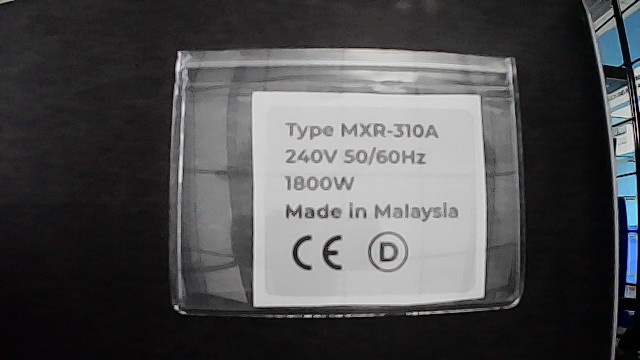 Type MXR-310A
240V 50/60Hz
1800W
Made in Malaysia
CE D